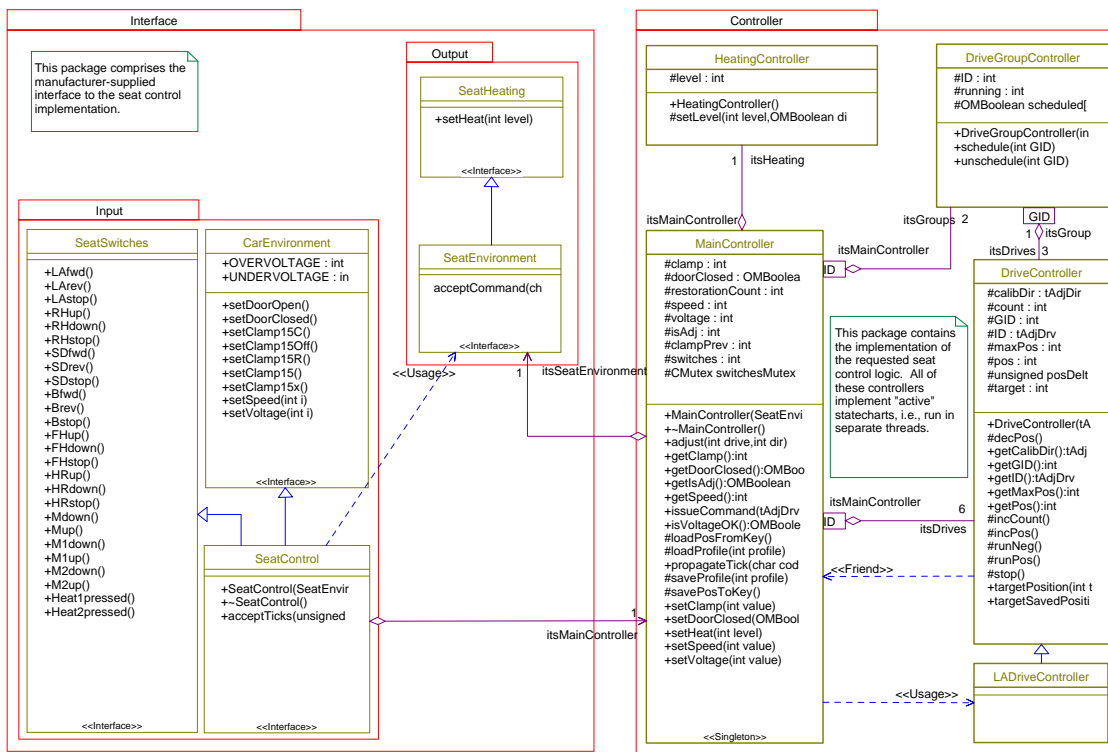 Interface
This package comprises the
manufacturer-supplied
interface to the seat control
implementation.
Output
SeatHeating
+setHeat(int level)
<<Interface>>
SeatEnvironment
acceptCommand(ch
<<Interface>>
<<Usage>>
Input
SeatSwitches
+LAfwd()
+LArev()
+LAstop()
+RHup()
+RHdown()
+RHstop()
+SDfwd()
+SDrev()
+SDstop()
+Bfwd()
+Brev()
+Bstop()
+FHup()
+FHdown()
+FHstop()
+HRup()
+HRdown()
+HRstop()
+Mdown()
+Mup()
+M1down()
+M1up()
+M2down()
+M2up()
+Heat1pressed()
+Heat2pressed()
<<Interface>>
CarEnvironment
+OVERVOLTAGE : int
+UNDERVOLTAGE : in
+setDoorOpen()
+setDoorClosed()
+setClamp15C()
+setClamp15Off()
+setClamp15R()
+setClamp15()
+setClamp15x()
+setSpeed(int i)
+setVoltage(int i)
<<Interface>>
SeatControl
+SeatControl(SeatEnvir
+~SeatControl()
+acceptTicks(unsigned
<<Interface>>
1
itsSeatEnvironment
1
itsMainController
Controller
HeatingController
#level : int
+HeatingController()
#setLevel(int level,OMBoolean di
1
itsHeating
itsMainController
DriveGroupController
#ID : int
#running : int
#OMBoolean scheduled[
+DriveGroupController(in
+schedule(int GID)
+unschedule(int GID)
itsGroups
2
GID
1
itsGroup
itsDrives
3
itsMainController
ID
MainController
#clamp : int
#doorClosed : OMBoolea
#restorationCount : int
#speed : int
#voltage : int
#isAdj : int
#clampPrev : int
#switches : int
#CMutex switchesMutex
+MainController(SeatEnvi
+~MainController()
+adjust(int drive,int dir)
+getClamp():int
+getDoorClosed():OMBoo
+getIsAdj():OMBoolean
+getSpeed():int
+issueCommand(tAdjDrv
+isVoltageOK():OMBoole
#loadPosFromKey()
#loadProfile(int profile)
+propagateTick(char cod
#saveProfile(int profile)
#savePosToKey()
+setClamp(int value)
+setDoorClosed(OMBool
+setHeat(int level)
+setSpeed(int value)
+setVoltage(int value)
<<Singleton>>
This package contains
the implementation of
the requested seat
control logic. All of
these controllers
implement "active"
statecharts, i.e., run in
separate threads.
itsMainController
6
ID
itsDrives
<<Friend>>
<<Usage>>
DriveController
#calibDir : tAdjDir
#count : int
#GID : int
#ID : tAdjDrv
#maxPos : int
#pos : int
#unsigned posDelt
#target : int
+DriveController(tA
#decPos()
+getCalibDir():tAdj
+getGID():int
+getID():tAdjDrv
+getMaxPos():int
+getPos():int
#incCount()
#incPos()
#runNeg()
#runPos()
#stop()
+targetPosition(int t
+targetSavedPositi
LADriveController